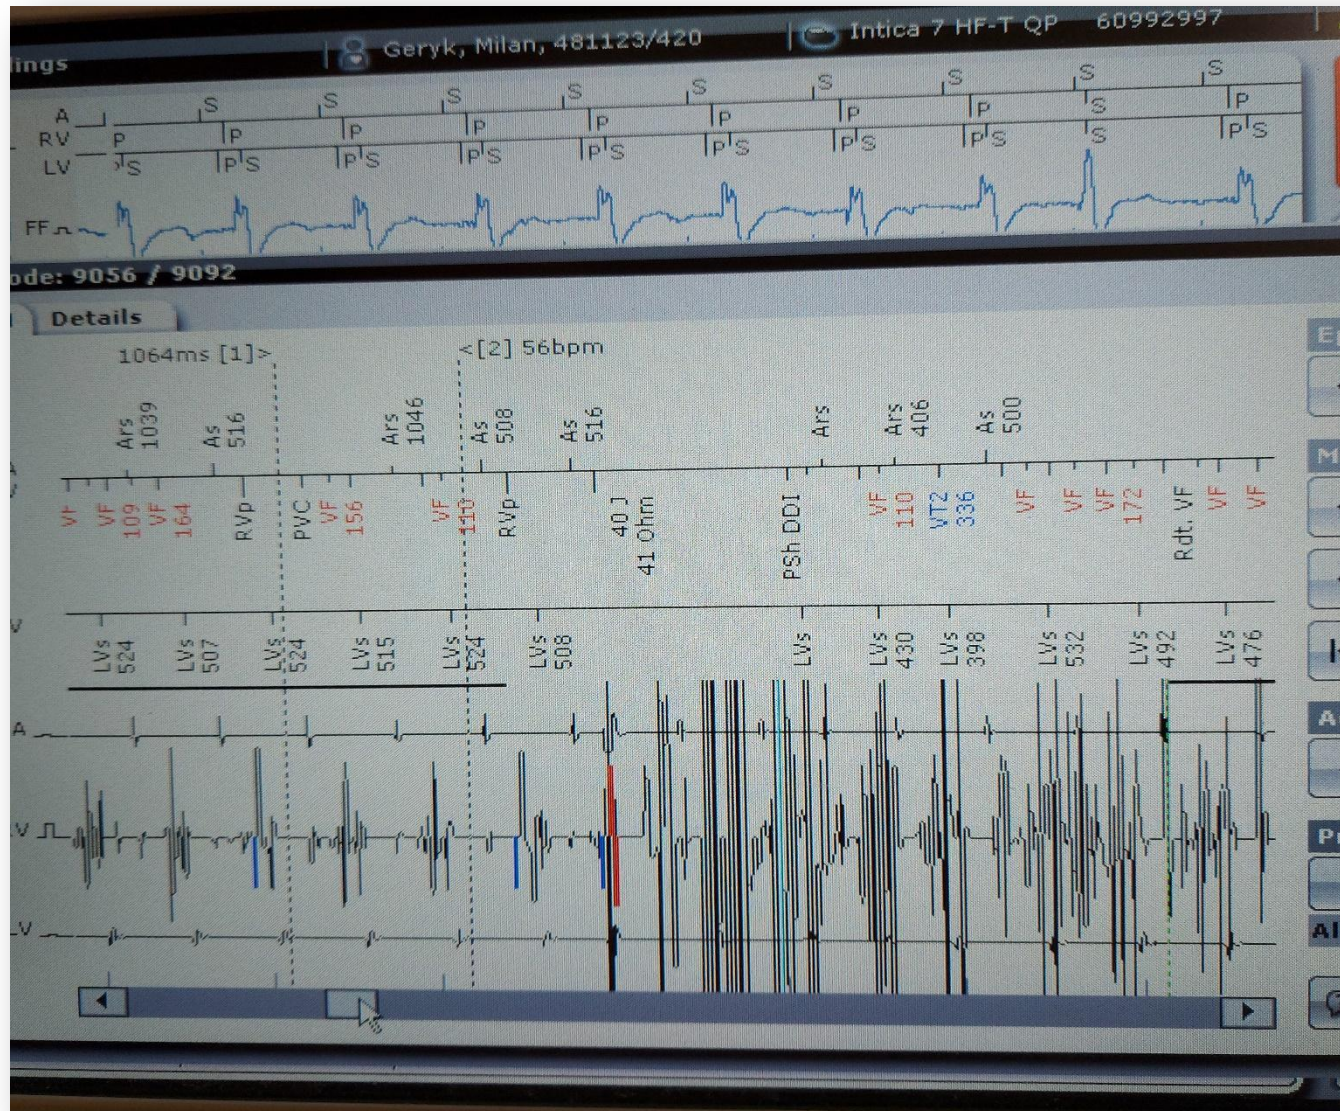 ings
Geryk, Milan, 481123/420
Intica 7 HF-T QP 60992997
A
RV
LV
S S S S S S S S S
P P P P P P P P S P
S P S P S P S P S P S P S P S S P S
FF
ode: 9056 / 9092
Details
1064ms [1]>
<[2] 56bpm
Ars 1039
As 516
Ars 1046
As 508
As 516
Ars
Ars 406
As 500
VF
VF 109
VF 164
RVp
PVC
VF 156
VF 110
RVp
40 J
41 Ohm
PSh DDI
VF 110
VT2 336
VF
VF
VF 172
Rdt. VF
VF
VF
V
LVs 524
LVs 507
LVs 524
LVs 515
LVs 524
LVs 508
LVs
LVs 430
LVs 398
LVs 532
LVs 492
LVs 476
A
V
V